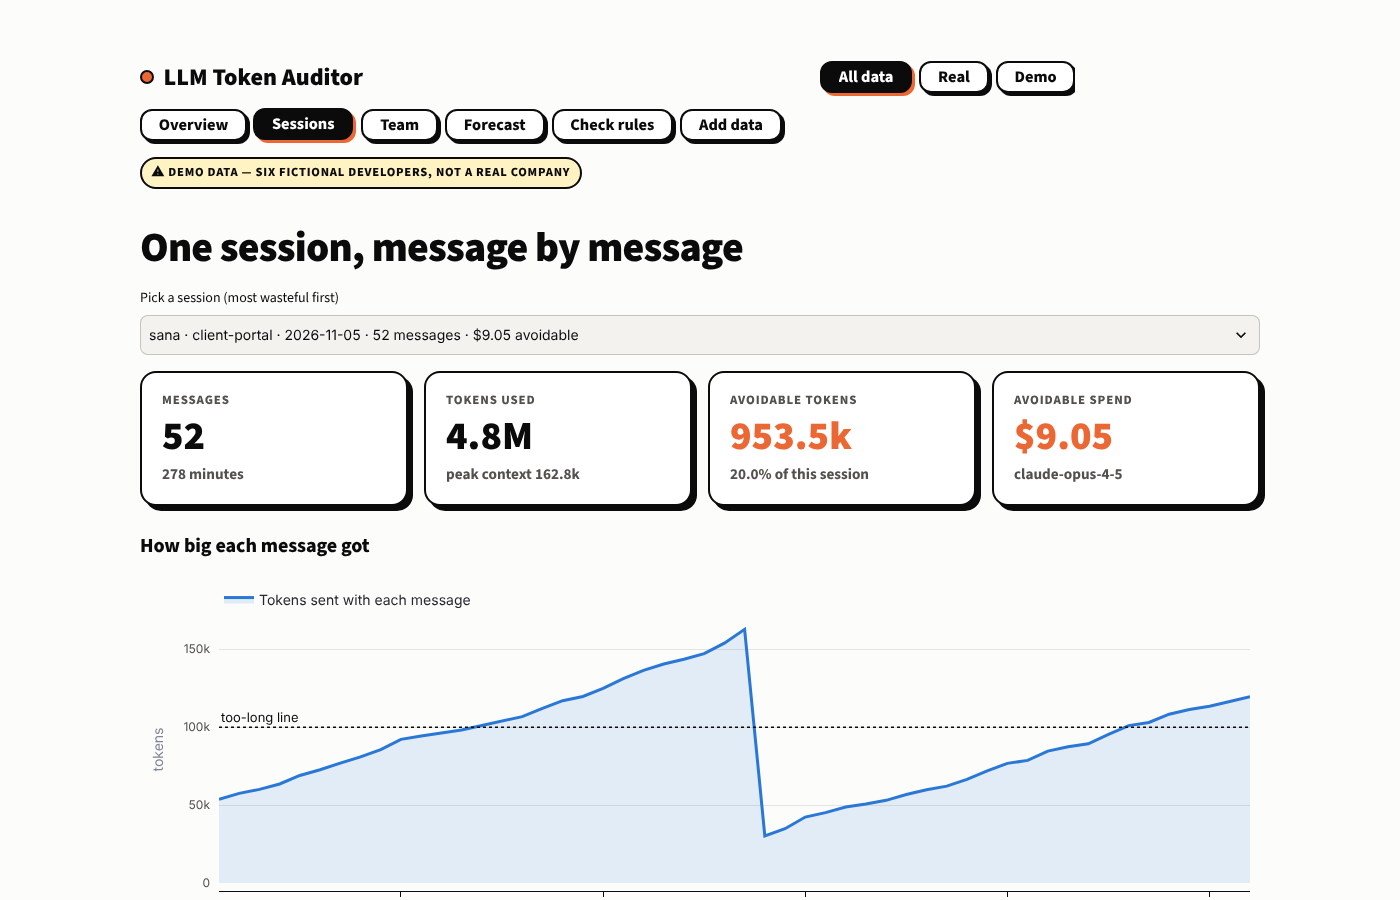 LLM Token Auditor
All data Real Demo
Overview Sessions Team Forecast Check rules Add data
⚠ DEMO DATA — SIX FICTIONAL DEVELOPERS, NOT A REAL COMPANY
One session, message by message
Pick a session (most wasteful first)
sana · client-portal · 2026-11-05 · 52 messages · $9.05 avoidable
MESSAGES
52
278 minutes
TOKENS USED
4.8M
peak context 162.8k
AVOIDABLE TOKENS
953.5k
20.0% of this session
AVOIDABLE SPEND
$9.05
claude-opus-4-5
How big each message got
Tokens sent with each message
150k
too-long line
100k
tokens
50k
0